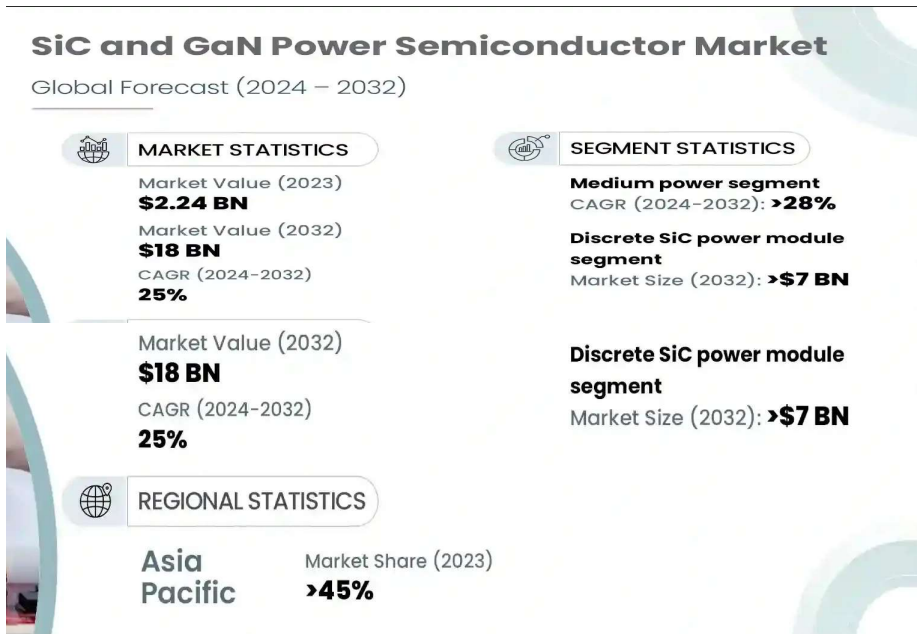 SiC and GaN Power Semiconductor Market
Global Forecast (2024 – 2032)
MARKET STATISTICS
Market Value (2023)
$2.24 BN
Market Value (2032)
$18 BN
CAGR (2024-2032)
25%
SEGMENT STATISTICS
Medium power segment
CAGR (2024-2032): >28%
Discrete SiC power module
segment
Market Size (2032): >$7 BN
Market Value (2032)
$18 BN
CAGR (2024-2032)
25%
Discrete SiC power module
segment
Market Size (2032): >$7 BN
REGIONAL STATISTICS
Asia
Pacific
Market Share (2023)
>45%